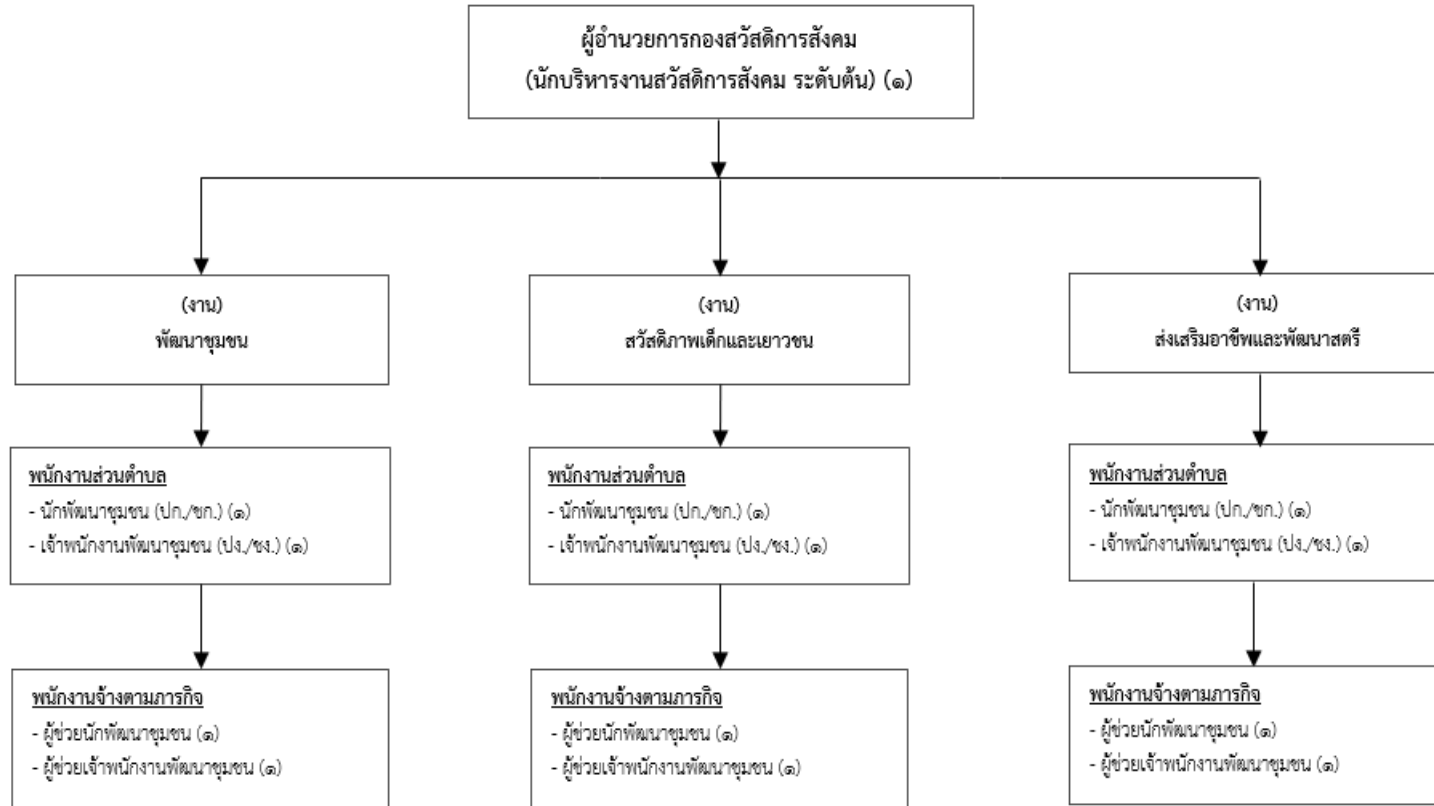 ผู้อำนวยการกองสวัสดิการสังคม
(นักบริหารงานสวัสดิการสังคม ระดับต้น) (๑)
(งาน)
พัฒนาชุมชน
พนักงานส่วนตำบล
- นักพัฒนาชุมชน (ปก./ชก.) (๑)
- เจ้าพนักงานพัฒนาชุมชน (ปง./ชง.) (๑)
พนักงานจ้างตามภารกิจ
- ผู้ช่วยนักพัฒนาชุมชน (๑)
- ผู้ช่วยเจ้าพนักงานพัฒนาชุมชน (๑)
(งาน)
สวัสดิภาพเด็กและเยาวชน
พนักงานส่วนตำบล
- นักพัฒนาชุมชน (ปก./ชก.) (๑)
- เจ้าพนักงานพัฒนาชุมชน (ปง./ชง.) (๑)
พนักงานจ้างตามภารกิจ
- ผู้ช่วยนักพัฒนาชุมชน (๑)
- ผู้ช่วยเจ้าพนักงานพัฒนาชุมชน (๑)
(งาน)
ส่งเสริมอาชีพและพัฒนาสตรี
พนักงานส่วนตำบล
- นักพัฒนาชุมชน (ปก./ชก.) (๑)
- เจ้าพนักงานพัฒนาชุมชน (ปง./ชง.) (๑)
พนักงานจ้างตามภารกิจ
- ผู้ช่วยนักพัฒนาชุมชน (๑)
- ผู้ช่วยเจ้าพนักงานพัฒนาชุมชน (๑)